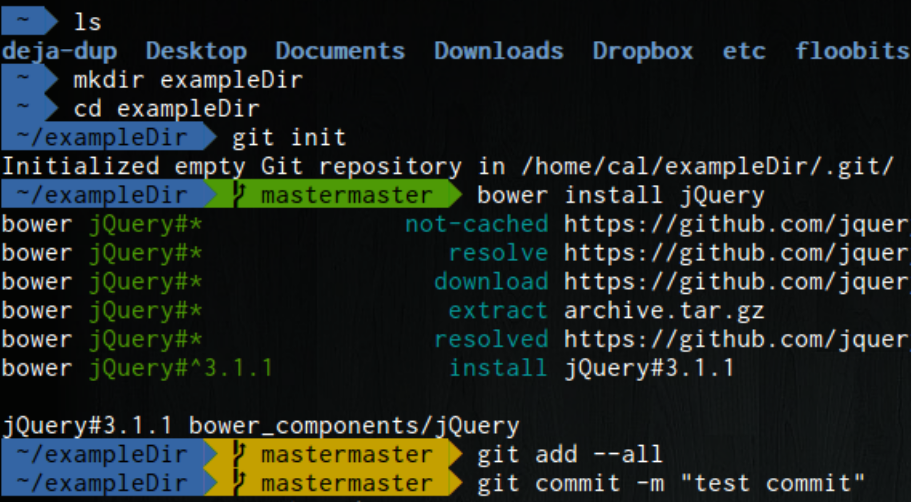 ~ ls
deja-dup Desktop Documents Downloads Dropbox etc floobits
~ mkdir exampleDir
~ cd exampleDir
~/exampleDir git init
Initialized empty Git repository in /home/cal/exampleDir/.git/
~/exampleDir mastermaster bower install jQuery
bower jQuery#* not-cached https://github.com/jquer
bower jQuery#* resolve https://github.com/jquer
bower jQuery#* download https://github.com/jquer
bower jQuery#* extract archive.tar.gz
bower jQuery#* resolved https://github.com/jquer
bower jQuery#^3.1.1 install jQuery#3.1.1
jQuery#3.1.1 bower_components/jQuery
~/exampleDir mastermaster git add --all
~/exampleDir mastermaster git commit -m "test commit"